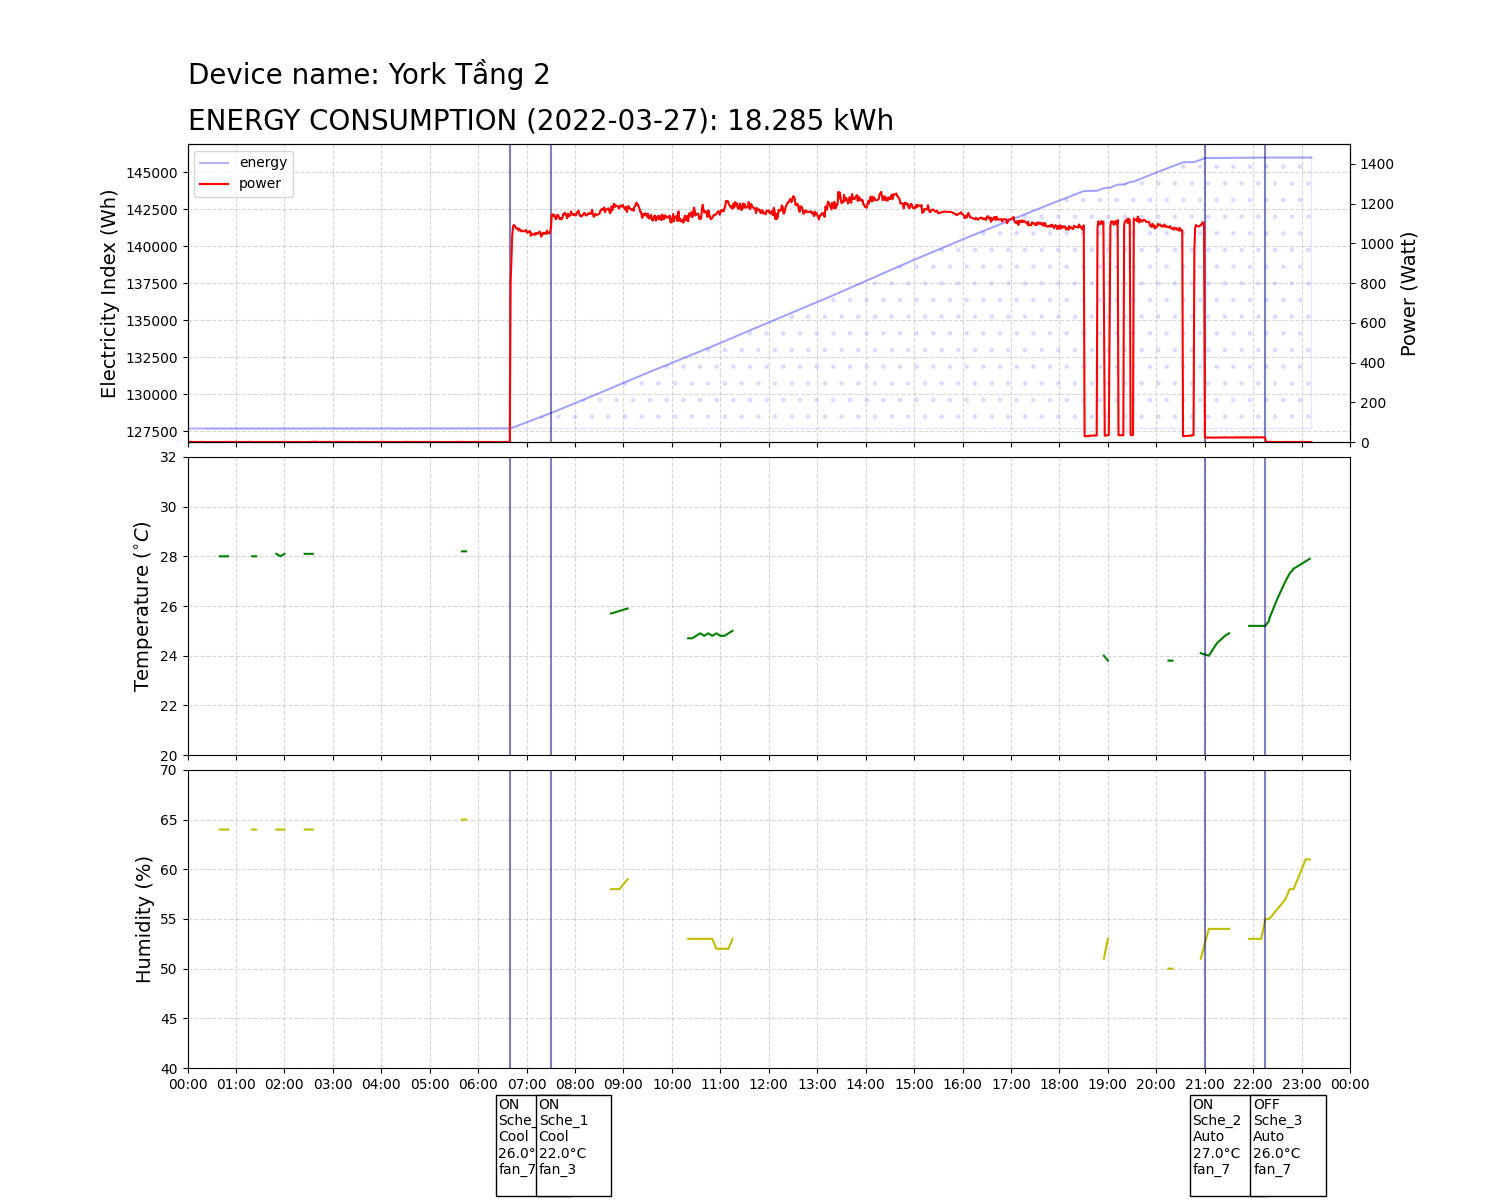 Device name: York Tầng 2
ENERGY CONSUMPTION (2022-03-27): 18.285 kWh
energy
power
Electricity Index (Wh)
145000
142500
140000
137500
135000
132500
130000
127500
1400
1200
1000
800
600
400
200
0
Power (Watt)
Temperature (°C)
32
30
28
26
24
22
20
Humidity (%)
70
65
60
55
50
45
40
00:00 01:00 02:00 03:00 04:00 05:00 06:00 07:00 08:00 09:00 10:00 11:00 12:00 13:00 14:00 15:00 16:00 17:00 18:00 19:00 20:00 21:00 22:00 23:00 00:00
ON
Sche_
Cool
26.0°
fan_7
ON
Sche_1
Cool
22.0°C
fan_3
ON
Sche_2
Auto
27.0°C
fan_7
OFF
Sche_3
Auto
26.0°C
fan_7